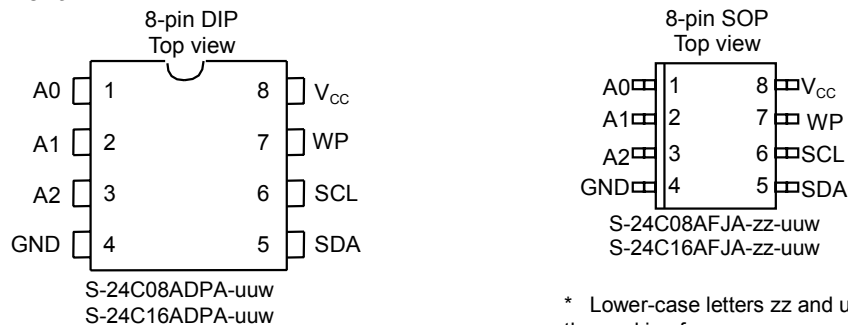 8-pin DIP
Top view
A0 1 8 VCC
A1 2 7 WP
A2 3 6 SCL
GND 4 5 SDA
S-24C08ADPA-uuw
S-24C16ADPA-uuw
8-pin SOP
Top view
A0 1 8 VCC
A1 2 7 WP
A2 3 6 SCL
GND 4 5 SDA
S-24C08AFJA-zz-uuw
S-24C16AFJA-zz-uuw
* Lower-case letters zz and u